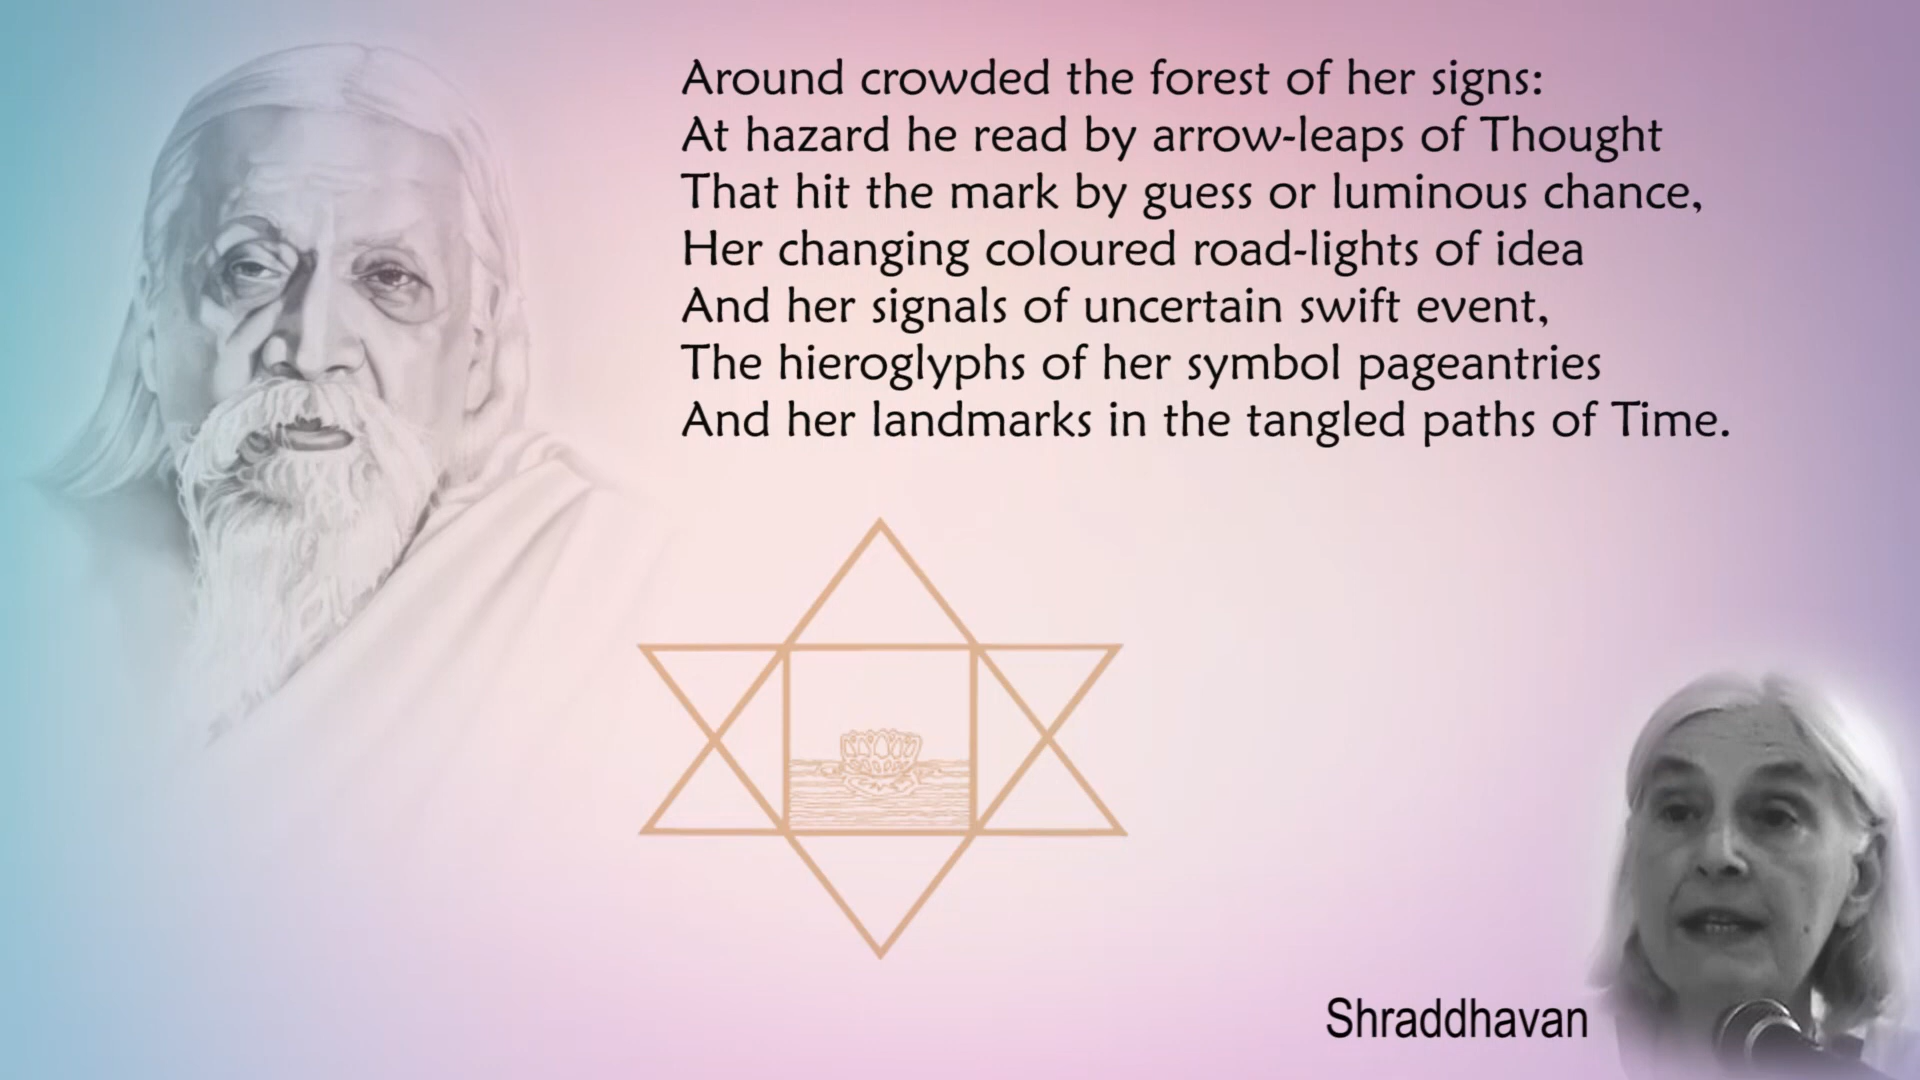 Around crowded the forest of her signs:
At hazard he read by arrow-leaps of Thought
That hit the mark by guess or luminous chance,
Her changing coloured road-lights of idea
And her signals of uncertain swift event,
The hieroglyphs of her symbol pageantries
And her landmarks in the tangled paths of Time.
Shraddhavan